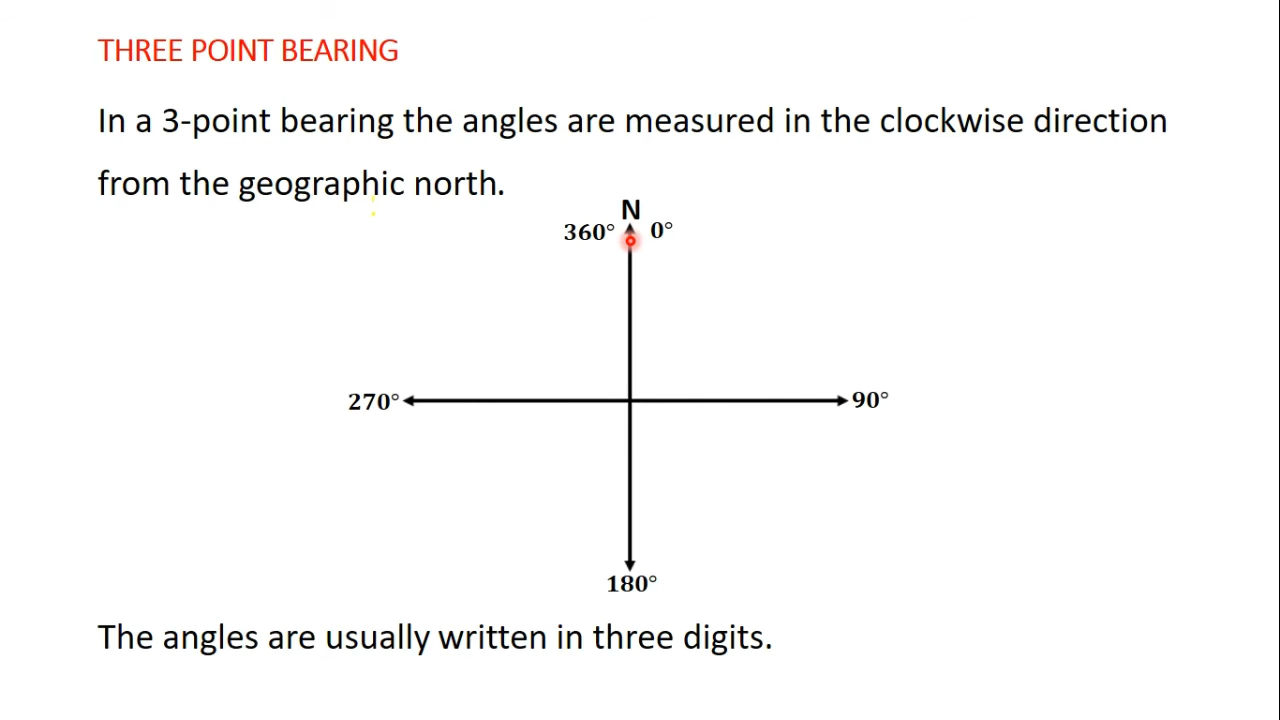 THREE POINT BEARING
In a 3-point bearing the angles are measured in the clockwise direction
from the geographic north.
N
360° 0°
270° 90°
180°
The angles are usually written in three digits.